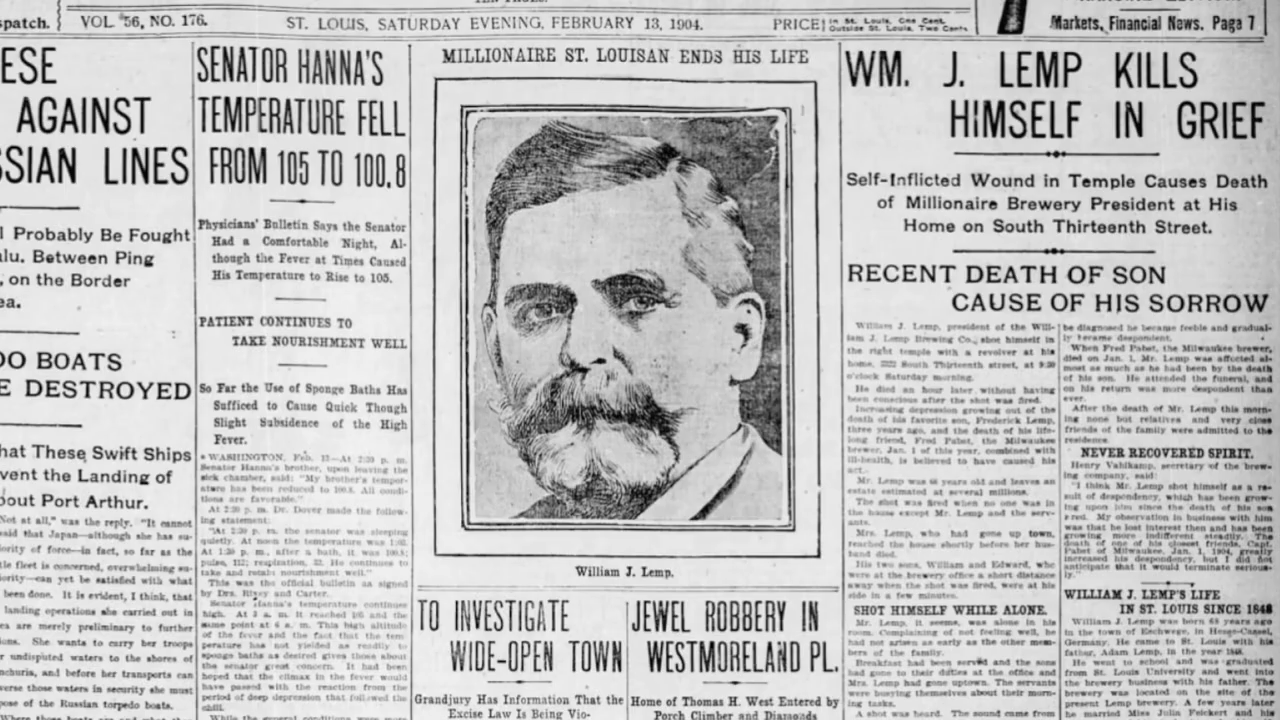 TEN PAGES.
spatch.
VOL. 56, NO. 176.
ST. LOUIS, SATURDAY EVENING, FEBRUARY 13, 1904.
PRICE
In St. Louis, One Cent.
Outside St. Louis, Two Cents.
Markets, Financial News. Page 7
ESE
AGAINST
SSIAN LINES
l Probably Be Fought
alu, Between Ping
, on the Border
ea.
DO BOATS
E DESTROYED
hat These Swift Ships
vent the Landing of
bout Port Arthur.
"Not at all," was the reply. "It cannot
said that Japan—although she has su-
iority of force—in fact, so far as the
tle fleet is concerned, overwhelming su-
iority—can yet be satisfied with what
been done. It is evident, I think, that
landing operations she carried out in
ea are merely preliminary to further
ions. She wants to carry her troops
r undisputed waters to the shores of
nchuria, and before her transports can
verse those waters in security she must
pose of the Russian torpedo boats.
SENATOR HANNA'S
TEMPERATURE FELL
FROM 105 TO 100.8
Physicians' Bulletin Says the Senator
Had a Comfortable Night, Al-
though the Fever at Times Caused
His Temperature to Rise to 105.
PATIENT CONTINUES TO
TAKE NOURISHMENT WELL
So Far the Use of Sponge Baths Has
Sufficed to Cause Quick Though
Slight Subsidence of the High
Fever.
WASHINGTON, Feb. 13—At 2:30 p. m.
Senator Hanna's brother, upon leaving the
sick chamber, said: "My brother's temper-
ature has been reduced to 100.8. All condi-
tions are favorable."
At 2:30 p. m. Dr. Dover made the follow-
ing statement:
"At 2:30 p. m. the senator was sleeping
quietly. At noon the temperature was
At 1:30 p. m., after a bath, it was 100.8;
pulse, 112; respiration, 32. He continues to
take and retain nourishment well."
This was the official bulletin as signed
by Drs. Rixey and Carter.
Senator Hanna's temperature continues
high. At 3 a. m. it reached 105 and the
same point at 6 a. m. This high altitude
of the fever and the fact that the tem-
perature has not yielded as readily to
sponge baths as desired gives those about
the senator great concern. It had been
hoped that the climax in the fever would
have passed with the reaction from the
period of deep depression that followed the
chill.
While the general conditions were more
MILLIONAIRE ST. LOUISAN ENDS HIS LIFE
William J. Lemp.
TO INVESTIGATE
WIDE-OPEN TOWN
Grandjury Has Information That the
Excise Law Is Being Vio-
JEWEL ROBBERY IN
WESTMORELAND PL.
Home of Thomas H. West Entered by
Porch Climber and Diamonds
WM. J. LEMP KILLS
HIMSELF IN GRIEF
Self-Inflicted Wound in Temple Causes Death
of Millionaire Brewery President at His
Home on South Thirteenth Street.
RECENT DEATH OF SON
CAUSE OF HIS SORROW
William J. Lemp, president of the Wil-
liam J. Lemp Brewing Co., shot himself in
the right temple with a revolver at his
home, 3322 South Thirteenth street, at 9:30
o'clock Saturday morning.
He died an hour later without having
been conscious after the shot was fired.
Increasing depression growing out of the
death of his favorite son, Frederick Lemp,
three years ago, and the death of his life-
long friend, Fred Pabst, the Milwaukee
brewer, Jan. 1 of this year, combined with
ill-health, is believed to have caused his
act.
Mr. Lemp was 68 years old and leaves an
estate estimated at several millions.
The shot was fired when no one was in
the house except Mr. Lemp and the serv-
ants.
Mrs. Lemp, who had gone up town,
reached the house shortly before her hus-
band died.
His two sons, William and Edward, who
were at the brewery office a short distance
away when the shot was fired, were at his
side in a few minutes.
SHOT HIMSELF WHILE ALONE.
Mr. Lemp, it seems, was alone in his
room. Complaining of not feeling well, he
had not arisen as early as the other mem-
bers of the family.
Breakfast had been served and the sons
had gone to their duties at the office and
Mrs. Lemp had gone uptown. The servants
were busying themselves about their morn-
ing tasks.
A shot was heard. The sound came from
be diagnosed he became feeble and gradual-
ly became despondent.
When Fred Pabst, the Milwaukee brewer,
died on Jan. 1, Mr. Lemp was affected al-
most as much as he had been by the death
of his son. He attended the funeral, and
on his return was more despondent than
ever.
After the death of Mr. Lemp this morn-
ing none but relatives and very close
friends of the family were admitted to the
residence.
NEVER RECOVERED SPIRIT.
Henry Vahlkamp, secretary of the brew-
ing company, said:
"I think Mr. Lemp shot himself as a re-
sult of despondency, which has been grow-
ing upon him since the death of his son
Fred. My observation in business with him
was that he lost interest then and has been
growing more indifferent steadily. The
death of one of his closest friends, Capt.
Pabst of Milwaukee, Jan. 1, 1904, greatly
increased his despondency, but I did not
anticipate that it would terminate serious-
ly."
WILLIAM J. LEMP'S LIFE
IN ST. LOUIS SINCE 1848
William J. Lemp was born 68 years ago
in the town of Eschwege, in Hesse-Cassel,
Germany. He came to St. Louis with his
father, Adam Lemp, in the year 1848.
He went to school and was graduated
from St. Louis University and went into
the brewery business with his father. The
brewery was located on the site of the
present Lemp brewery. A few years later
he married Miss Julia Feickert and his